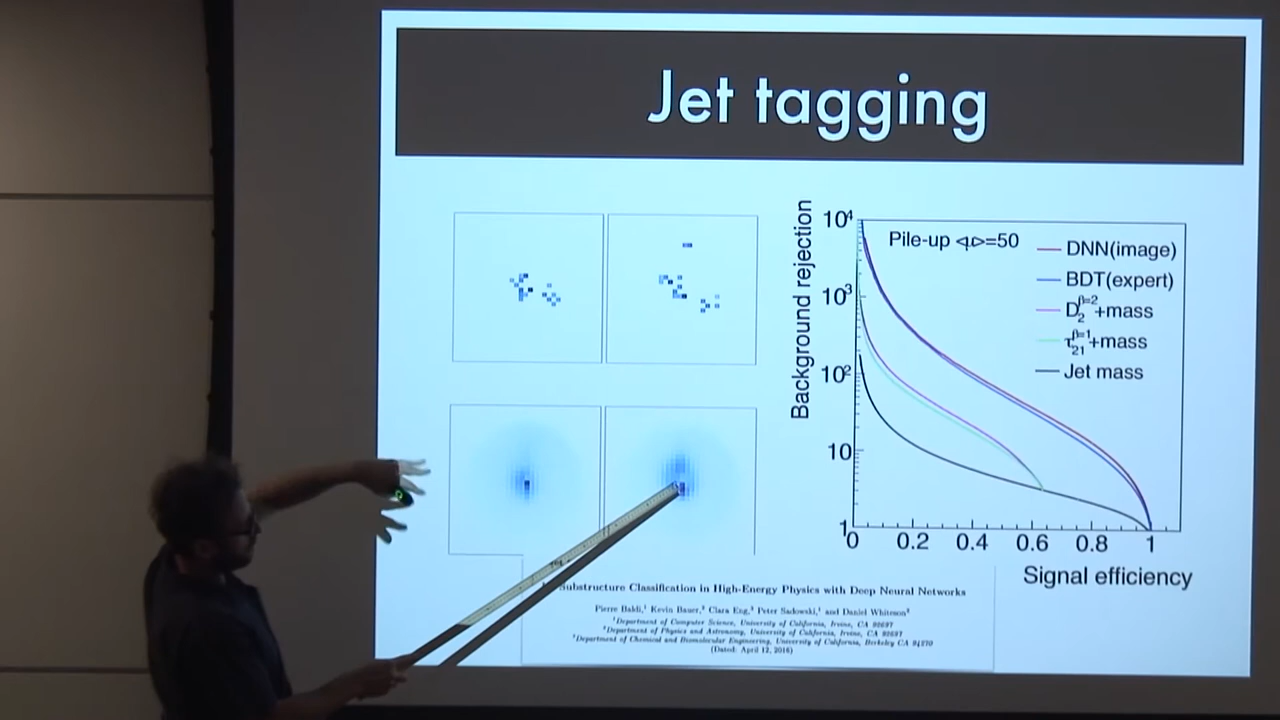 Jet tagging
Background rejection
10⁴
10³
10²
10
1
Pile-up <μ>=50
DNN(image)
BDT(expert)
D₂^β=2+mass
τ₂₁^β=1+mass
Jet mass
0 0.2 0.4 0.6 0.8 1
Signal efficiency
Substructure Classification in High-Energy Physics with Deep Neural Networks
Pierre Baldi,¹ Kevin Bauer,² Clara Eng,³ Peter Sadowski,¹ and Daniel Whiteson²
¹Department of Computer Science, University of California, Irvine, CA 92697
²Department of Physics and Astronomy, University of California, Irvine, CA 92697
³Department of Chemical and Biomolecular Engineering, University of California, Berkeley CA 94270
(Dated: April 12, 2016)